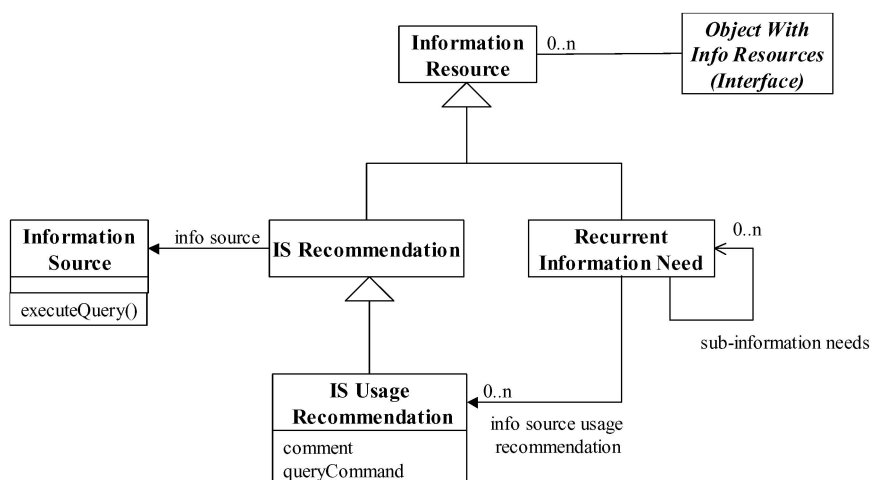 Information
Resource
0..n
Object With
Info Resources
(Interface)
Information
Source
executeQuery()
info source
IS Recommendation
Recurrent
Information Need
0..n
sub-information needs
IS Usage
Recommendation
comment
queryCommand
0..n
info source usage
recommendation